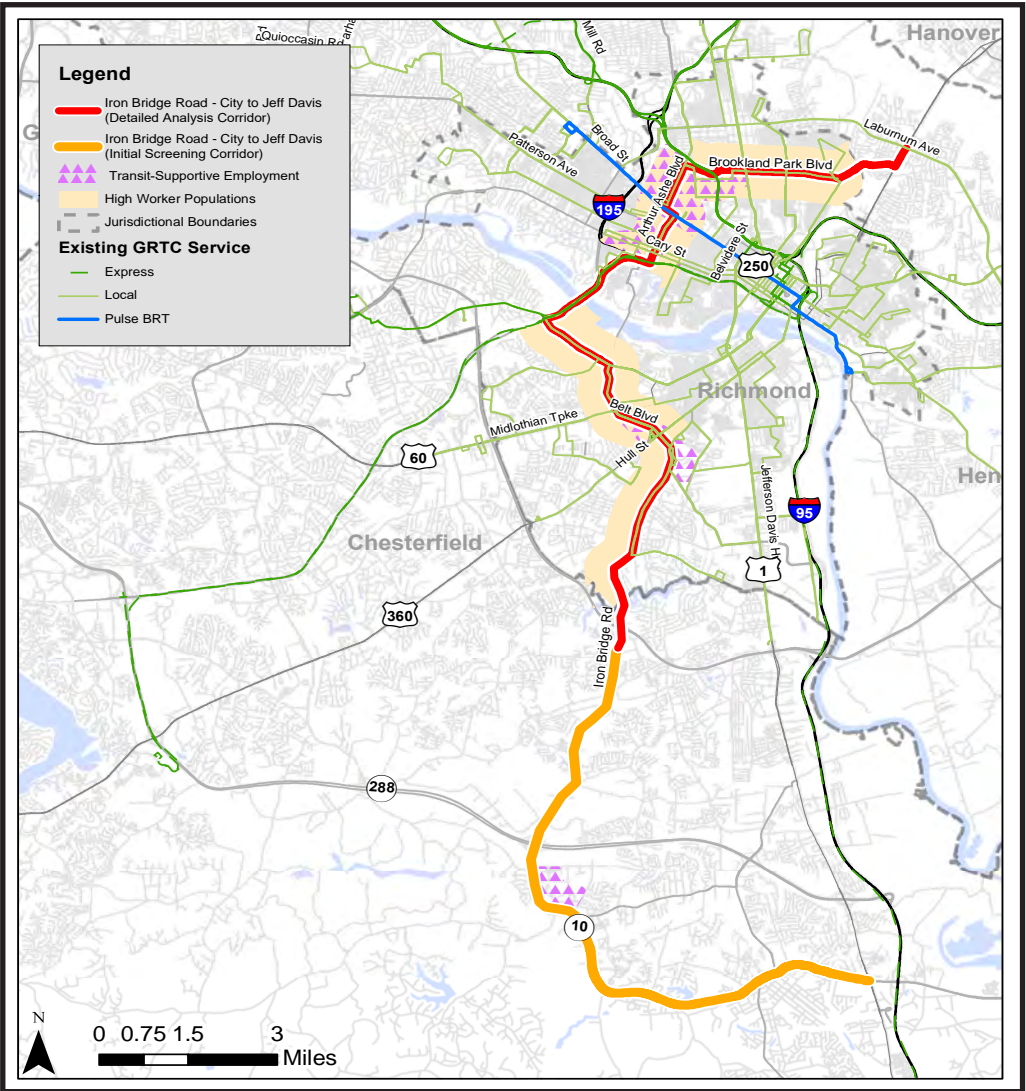 Hanover
Quioccasin Rd
Mill Rd
Legend
Iron Bridge Road - City to Jeff Davis
(Detailed Analysis Corridor)
Iron Bridge Road - City to Jeff Davis
(Initial Screening Corridor)
Transit-Supportive Employment
High Worker Populations
Jurisdictional Boundaries
Existing GRTC Service
Express
Local
Pulse BRT
Laburnum Ave
Broad St
Patterson Ave
Brookland Park Blvd
Arthur Ashe Blvd
195
Cary St
Belvidere St
250
Richmond
Belt Blvd
Midlothian Tpke
60
Hull St
Hen
Jefferson Davis H
95
Chesterfield
1
360
Iron Bridge Rd
288
10
N
0 0.75 1.5 3
Miles